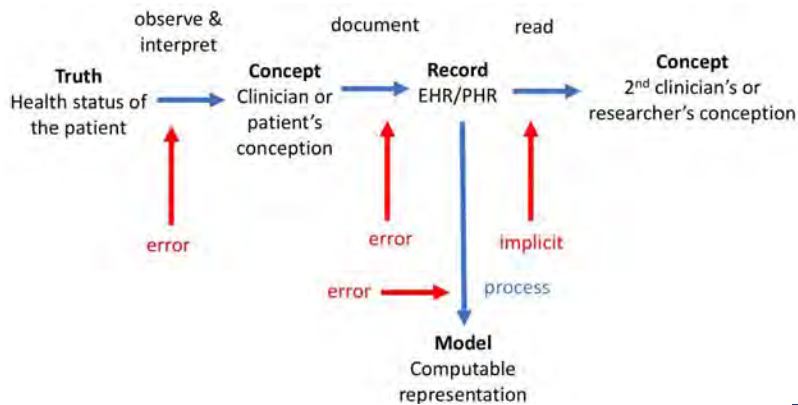 observe &
interpret
document
read
Truth
Health status of
the patient
Concept
Clinician or
patient's
conception
Record
EHR/PHR
Concept
2nd clinician's or
researcher's conception
error
error
implicit
error
process
Model
Computable
representation